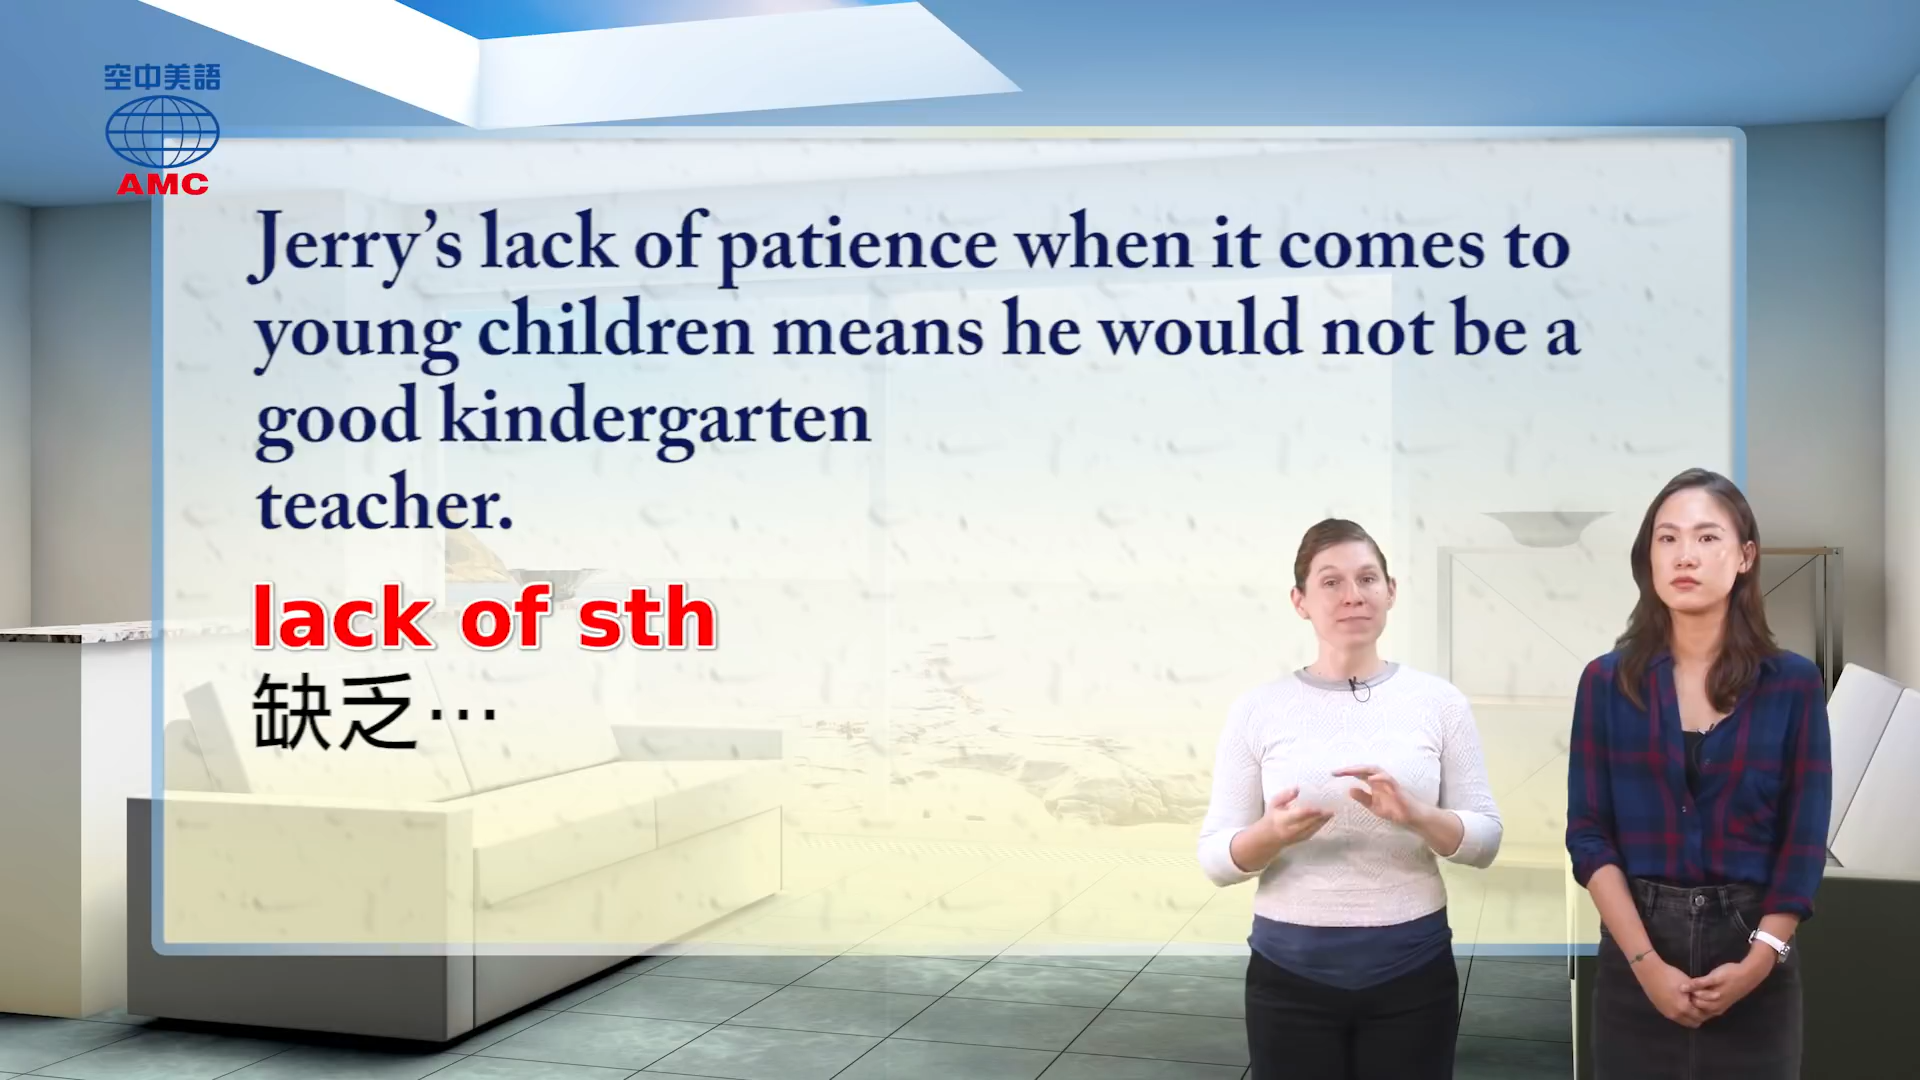 空中美語
AMC
Jerry’s lack of patience when it comes to
young children means he would not be a
good kindergarten
teacher.
lack of sth
缺乏…